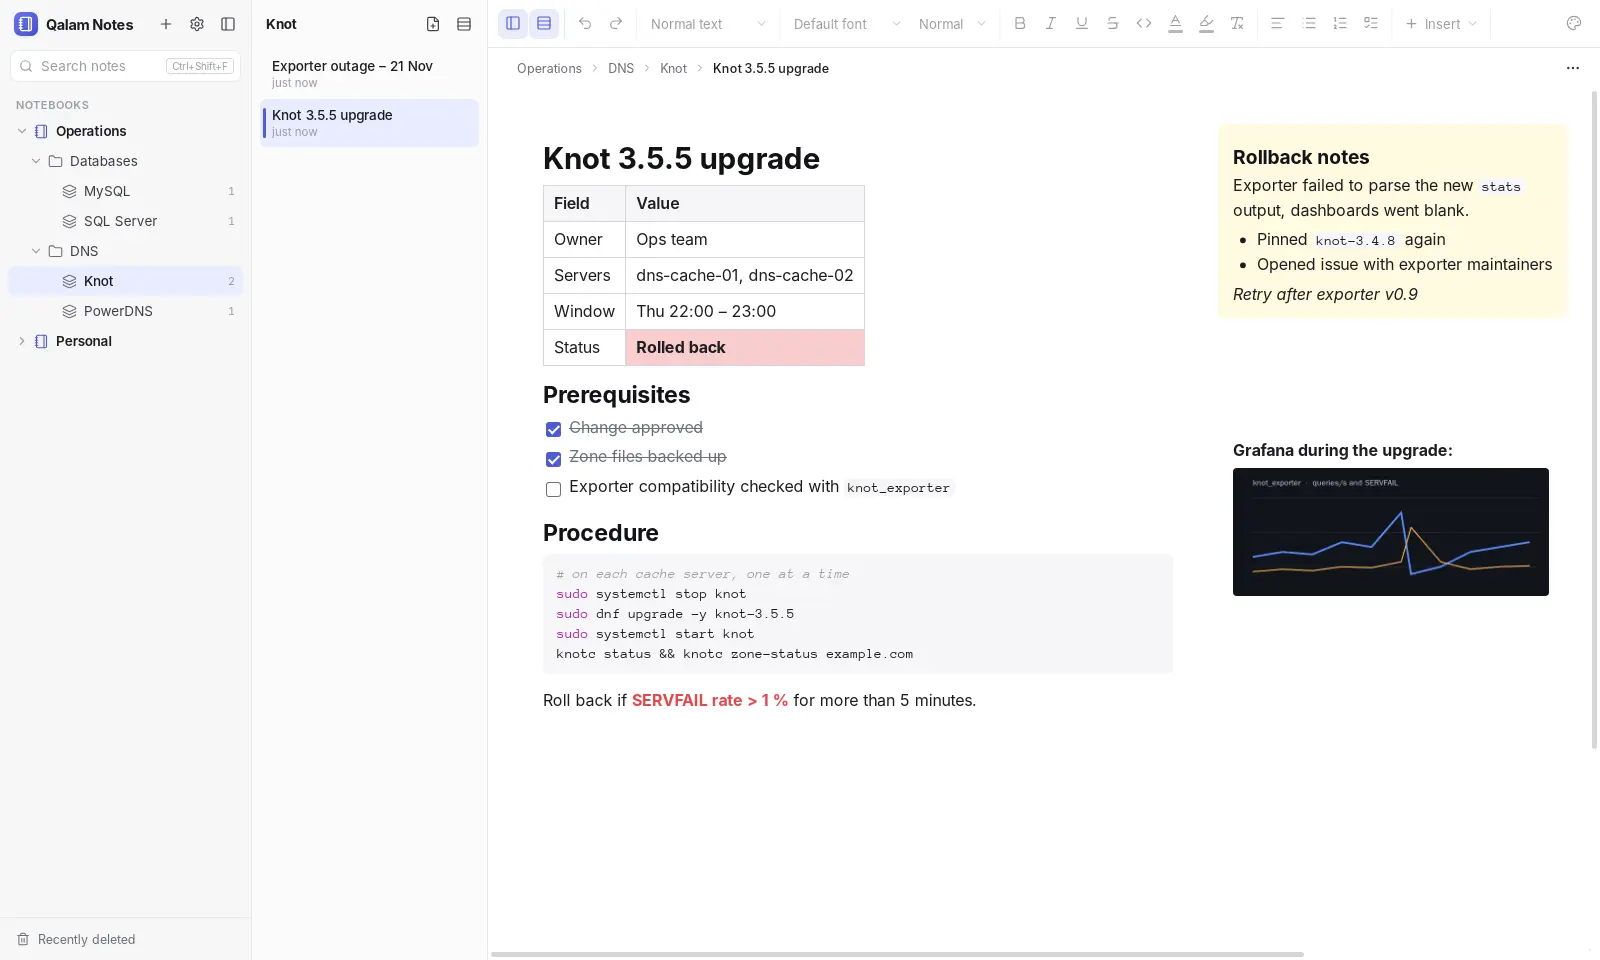 Qalam Notes
Search notes Ctrl+Shift+F
NOTEBOOKS
Operations
Databases
MySQL 1
SQL Server 1
DNS
Knot 2
PowerDNS 1
Personal
Recently deleted
Knot
Exporter outage – 21 Nov
just now
Knot 3.5.5 upgrade
just now
Normal text Default font Normal Insert
Operations DNS Knot Knot 3.5.5 upgrade
Knot 3.5.5 upgrade
Field Value
Owner Ops team
Servers dns-cache-01, dns-cache-02
Window Thu 22:00 – 23:00
Status Rolled back
Prerequisites
Change approved
Zone files backed up
Exporter compatibility checked with knot_exporter
Procedure
# on each cache server, one at a time
sudo systemctl stop knot
sudo dnf upgrade -y knot-3.5.5
sudo systemctl start knot
knotc status && knotc zone-status example.com
Roll back if SERVFAIL rate > 1 % for more than 5 minutes.
Rollback notes
Exporter failed to parse the new stats
output, dashboards went blank.
• Pinned knot-3.4.8 again
• Opened issue with exporter maintainers
Retry after exporter v0.9
Grafana during the upgrade:
knot_exporter · queries/s and SERVFAIL